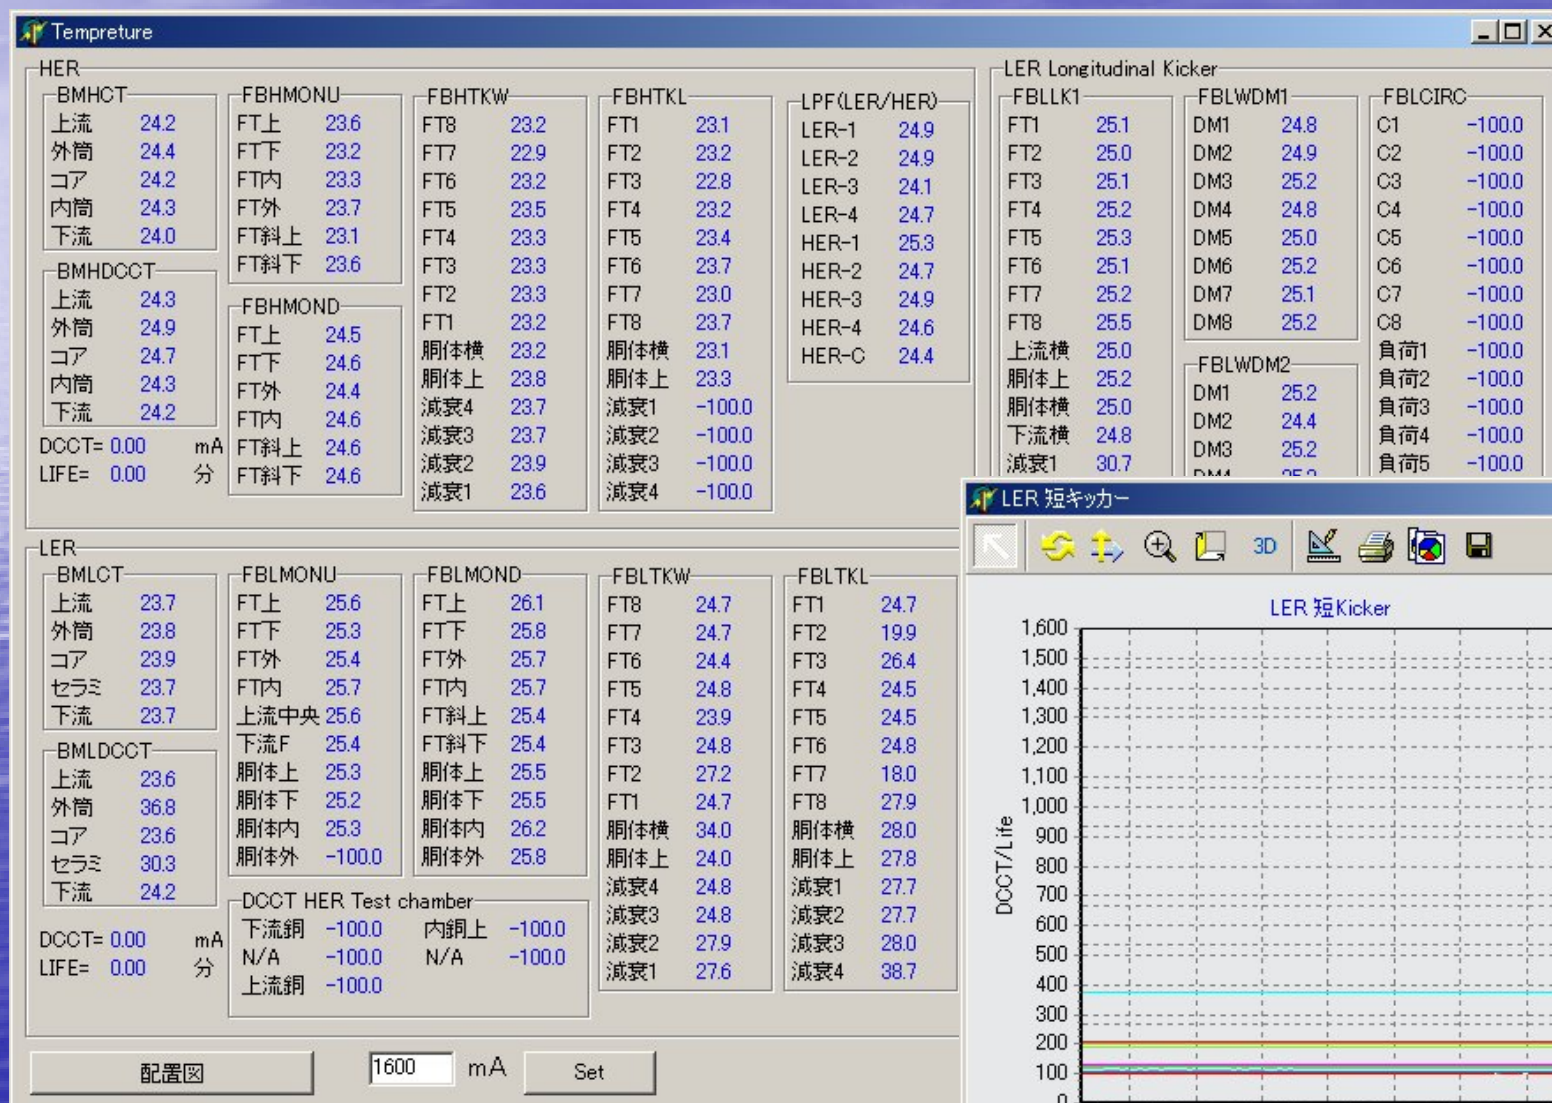 Tempreture
HER
BMHCT
上流 24.2
外筒 24.4
コア 24.2
内筒 24.3
下流 24.0
BMHDCCT
上流 24.3
外筒 24.9
コア 24.7
内筒 24.3
下流 24.2
DCCT= 0.00 mA
LIFE= 0.00 分
FBHMONU
FT上 23.6
FT下 23.2
FT内 23.3
FT外 23.7
FT斜上 23.1
FT斜下 23.6
FBHMOND
FT上 24.5
FT下 24.6
FT外 24.4
FT内 24.6
FT斜上 24.6
FT斜下 24.6
FBHTKW
FT8 23.2
FT7 22.9
FT6 23.2
FT5 23.5
FT4 23.3
FT3 23.3
FT2 23.3
FT1 23.2
胴体横 23.2
胴体上 23.8
減衰4 23.7
減衰3 23.7
減衰2 23.9
減衰1 23.6
FBHTKL
FT1 23.1
FT2 23.2
FT3 22.8
FT4 23.2
FT5 23.4
FT6 23.7
FT7 23.0
FT8 23.7
胴体横 23.1
胴体上 23.3
減衰1 -100.0
減衰2 -100.0
減衰3 -100.0
減衰4 -100.0
LPF(LER/HER)
LER-1 24.9
LER-2 24.9
LER-3 24.1
LER-4 24.7
HER-1 25.3
HER-2 24.7
HER-3 24.9
HER-4 24.6
HER-C 24.4
LER Longitudinal Kicker
FBLLK1
FT1 25.1
FT2 25.0
FT3 25.1
FT4 25.2
FT5 25.3
FT6 25.1
FT7 25.2
FT8 25.5
上流横 25.0
胴体上 25.2
胴体横 25.0
下流横 24.8
減衰1 30.7
FBLWDM1
DM1 24.8
DM2 24.9
DM3 25.2
DM4 24.8
DM5 25.0
DM6 25.2
DM7 25.1
DM8 25.2
FBLWDM2
DM1 25.2
DM2 24.4
DM3 25.2
FBLCIRC
C1 -100.0
C2 -100.0
C3 -100.0
C4 -100.0
C5 -100.0
C6 -100.0
C7 -100.0
C8 -100.0
負荷1 -100.0
負荷2 -100.0
負荷3 -100.0
負荷4 -100.0
負荷5 -100.0
LER
BMLCT
上流 23.7
外筒 23.8
コア 23.9
セラミ 23.7
下流 23.7
BMLDCCT
上流 23.6
外筒 36.8
コア 23.6
セラミ 30.3
下流 24.2
DCCT= 0.00 mA
LIFE= 0.00 分
FBLMONU
FT上 25.6
FT下 25.3
FT外 25.4
FT内 25.7
上流中央 25.6
下流F 25.4
胴体上 25.3
胴体下 25.2
胴体内 25.3
胴体外 -100.0
FBLMOND
FT上 26.1
FT下 25.8
FT外 25.7
FT内 25.7
FT斜上 25.4
FT斜下 25.4
胴体上 25.5
胴体下 25.5
胴体内 26.2
胴体外 25.8
DCCT HER Test chamber
下流銅 -100.0 内銅上 -100.0
N/A -100.0 N/A -100.0
上流銅 -100.0
FBLTKW
FT8 24.7
FT7 24.7
FT6 24.4
FT5 24.8
FT4 23.9
FT3 24.8
FT2 27.2
FT1 24.7
胴体横 34.0
胴体上 24.0
減衰4 24.8
減衰3 24.8
減衰2 27.9
減衰1 27.6
FBLTKL
FT1 24.7
FT2 19.9
FT3 26.4
FT4 24.5
FT5 24.5
FT6 24.8
FT7 18.0
FT8 27.9
胴体横 28.0
胴体上 27.8
減衰1 27.7
減衰2 27.7
減衰3 28.0
減衰4 38.7
配置図 1600 mA Set
LER 短キッカー
3D
LER 短Kicker
DCCT/Life
1,600
1,500
1,400
1,300
1,200
1,100
1,000
900
800
700
600
500
400
300
200
100
0